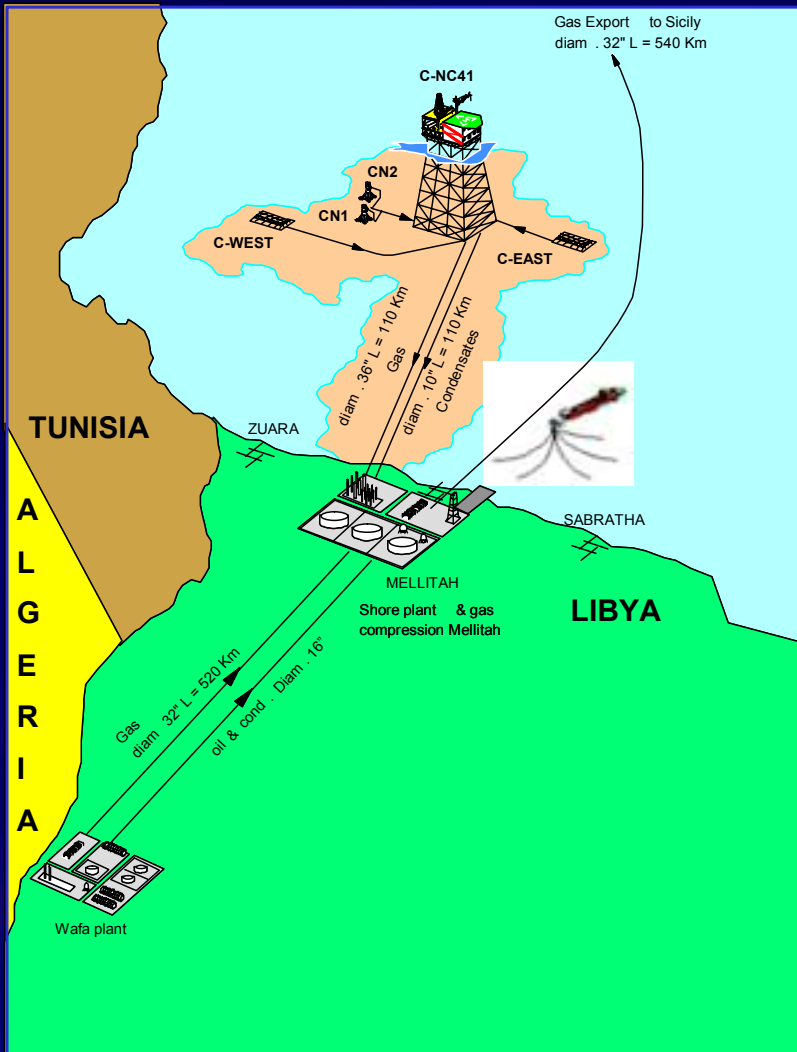 Gas Export to Sicily
diam . 32" L = 540 Km
C-NC41
CN2
CN1
C-WEST
C-EAST
diam . 36" L = 110 Km
Gas
diam . 10" L = 110 Km
Condensates
TUNISIA
ZUARA
SABRATHA
MELLITAH
Shore plant & gas
compression Mellitah
LIBYA
ALGERIA
Gas
diam . 32" L = 520 Km
oil & cond . Diam . 16"
Wafa plant